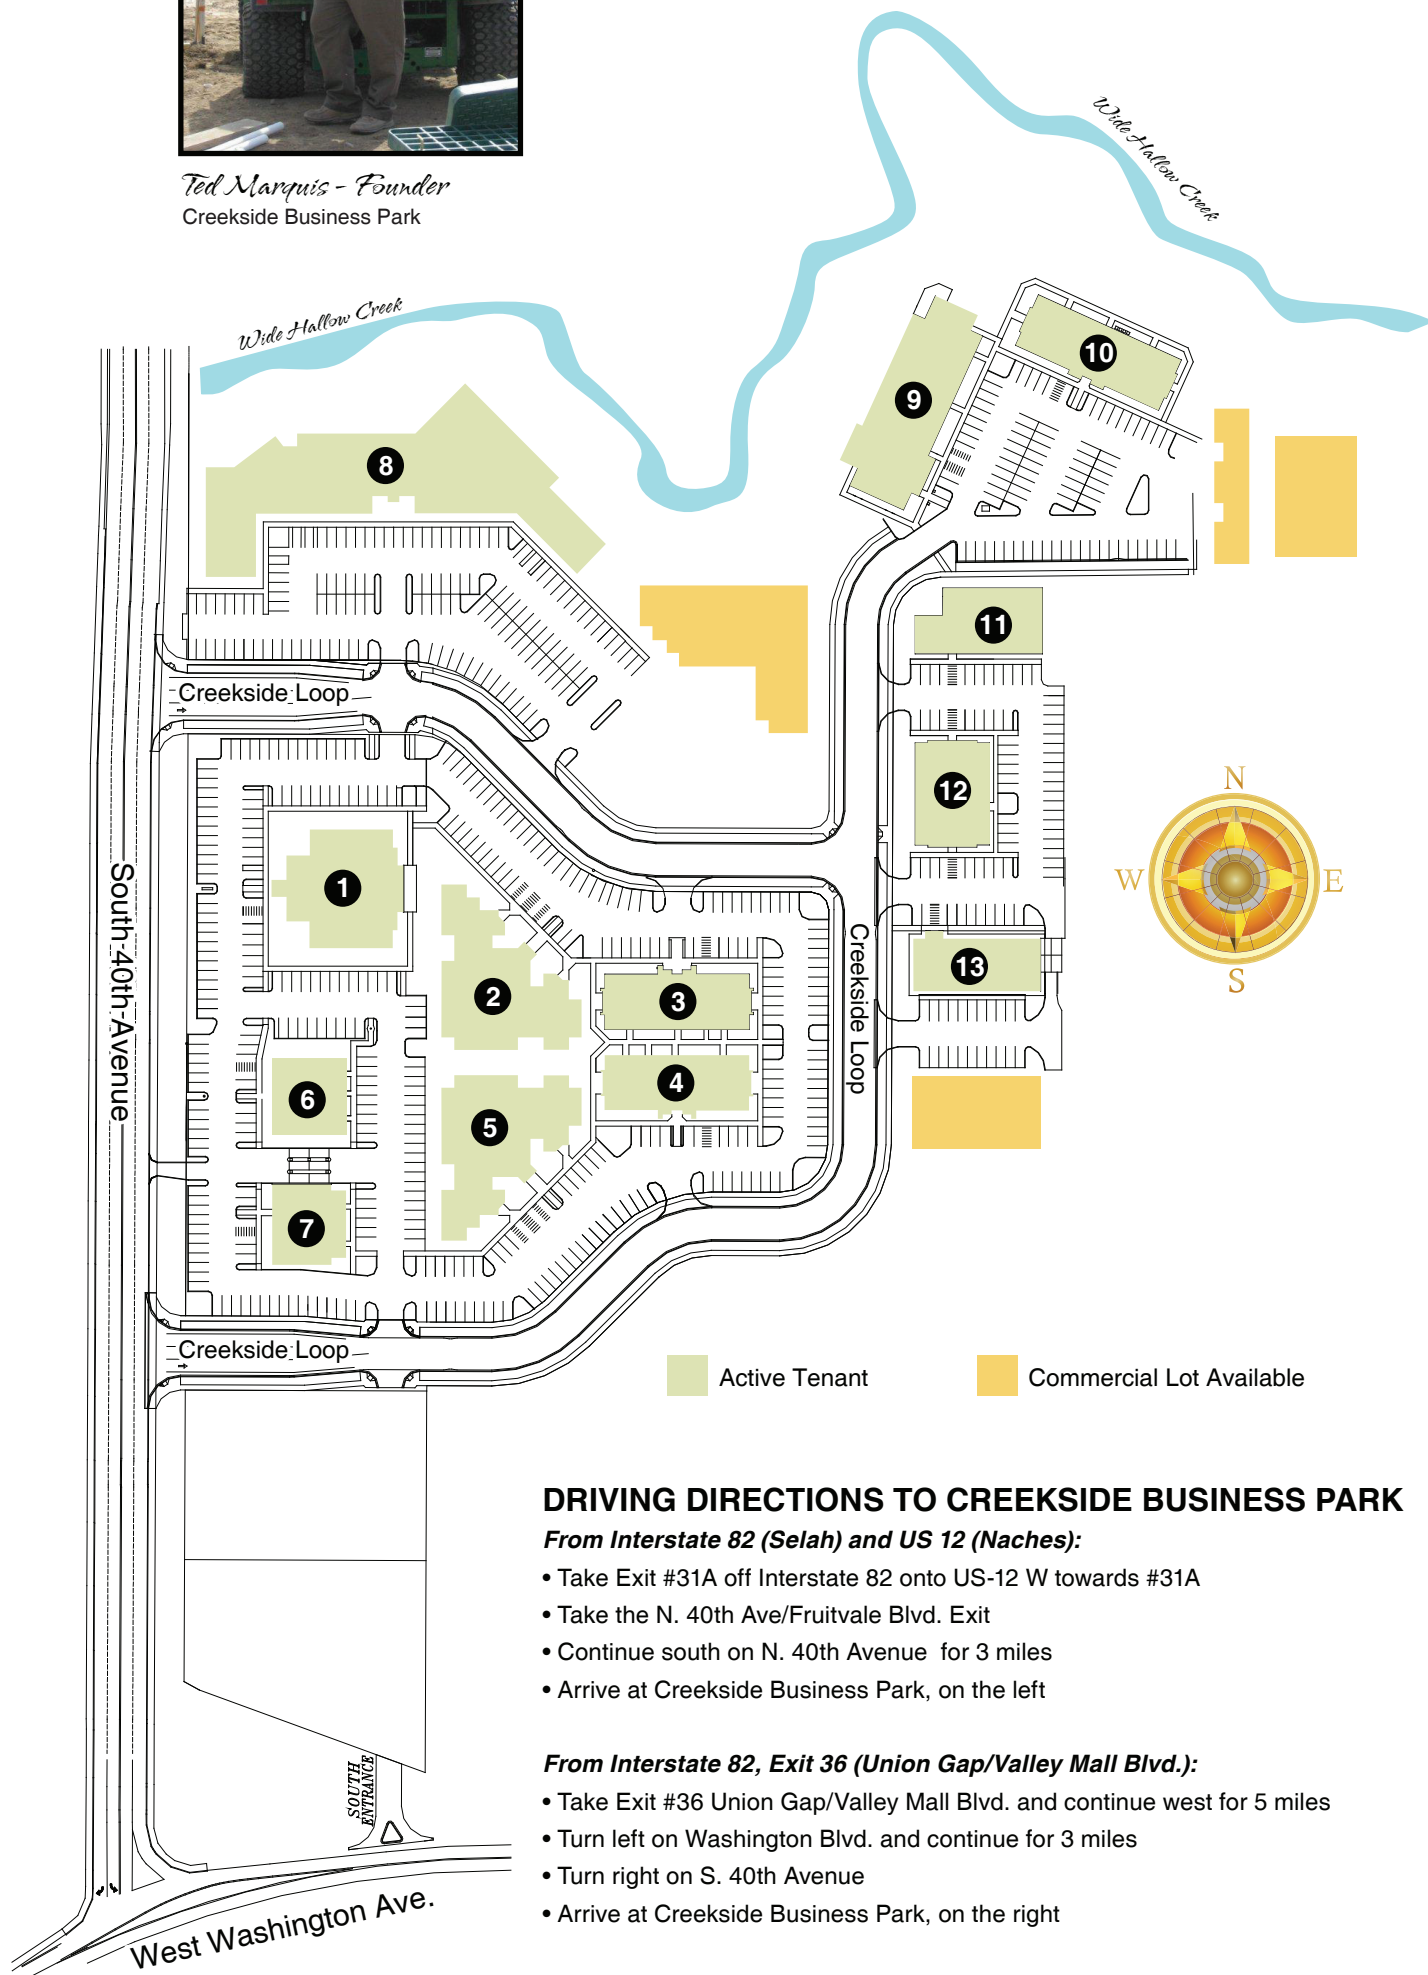 Ted Marquis - Founder
Creekside Business Park
Wide Hallow Creek
Wide Hallow Creek
10
9
8
11
Creekside Loop
12
N
W
E
S
1
South 40th Avenue
2
3
13
Creekside Loop
4
6
5
7
Creekside Loop
Active Tenant
Commercial Lot Available
DRIVING DIRECTIONS TO CREEKSIDE BUSINESS PARK
From Interstate 82 (Selah) and US 12 (Naches):
• Take Exit #31A off Interstate 82 onto US-12 W towards #31A
• Take the N. 40th Ave/Fruitvale Blvd. Exit
• Continue south on N. 40th Avenue  for 3 miles
• Arrive at Creekside Business Park, on the left
From Interstate 82, Exit 36 (Union Gap/Valley Mall Blvd.):
• Take Exit #36 Union Gap/Valley Mall Blvd. and continue west for 5 miles
• Turn left on Washington Blvd. and continue for 3 miles
• Turn right on S. 40th Avenue
• Arrive at Creekside Business Park, on the right
SOUTH
ENTRANCE
West Washington Ave.